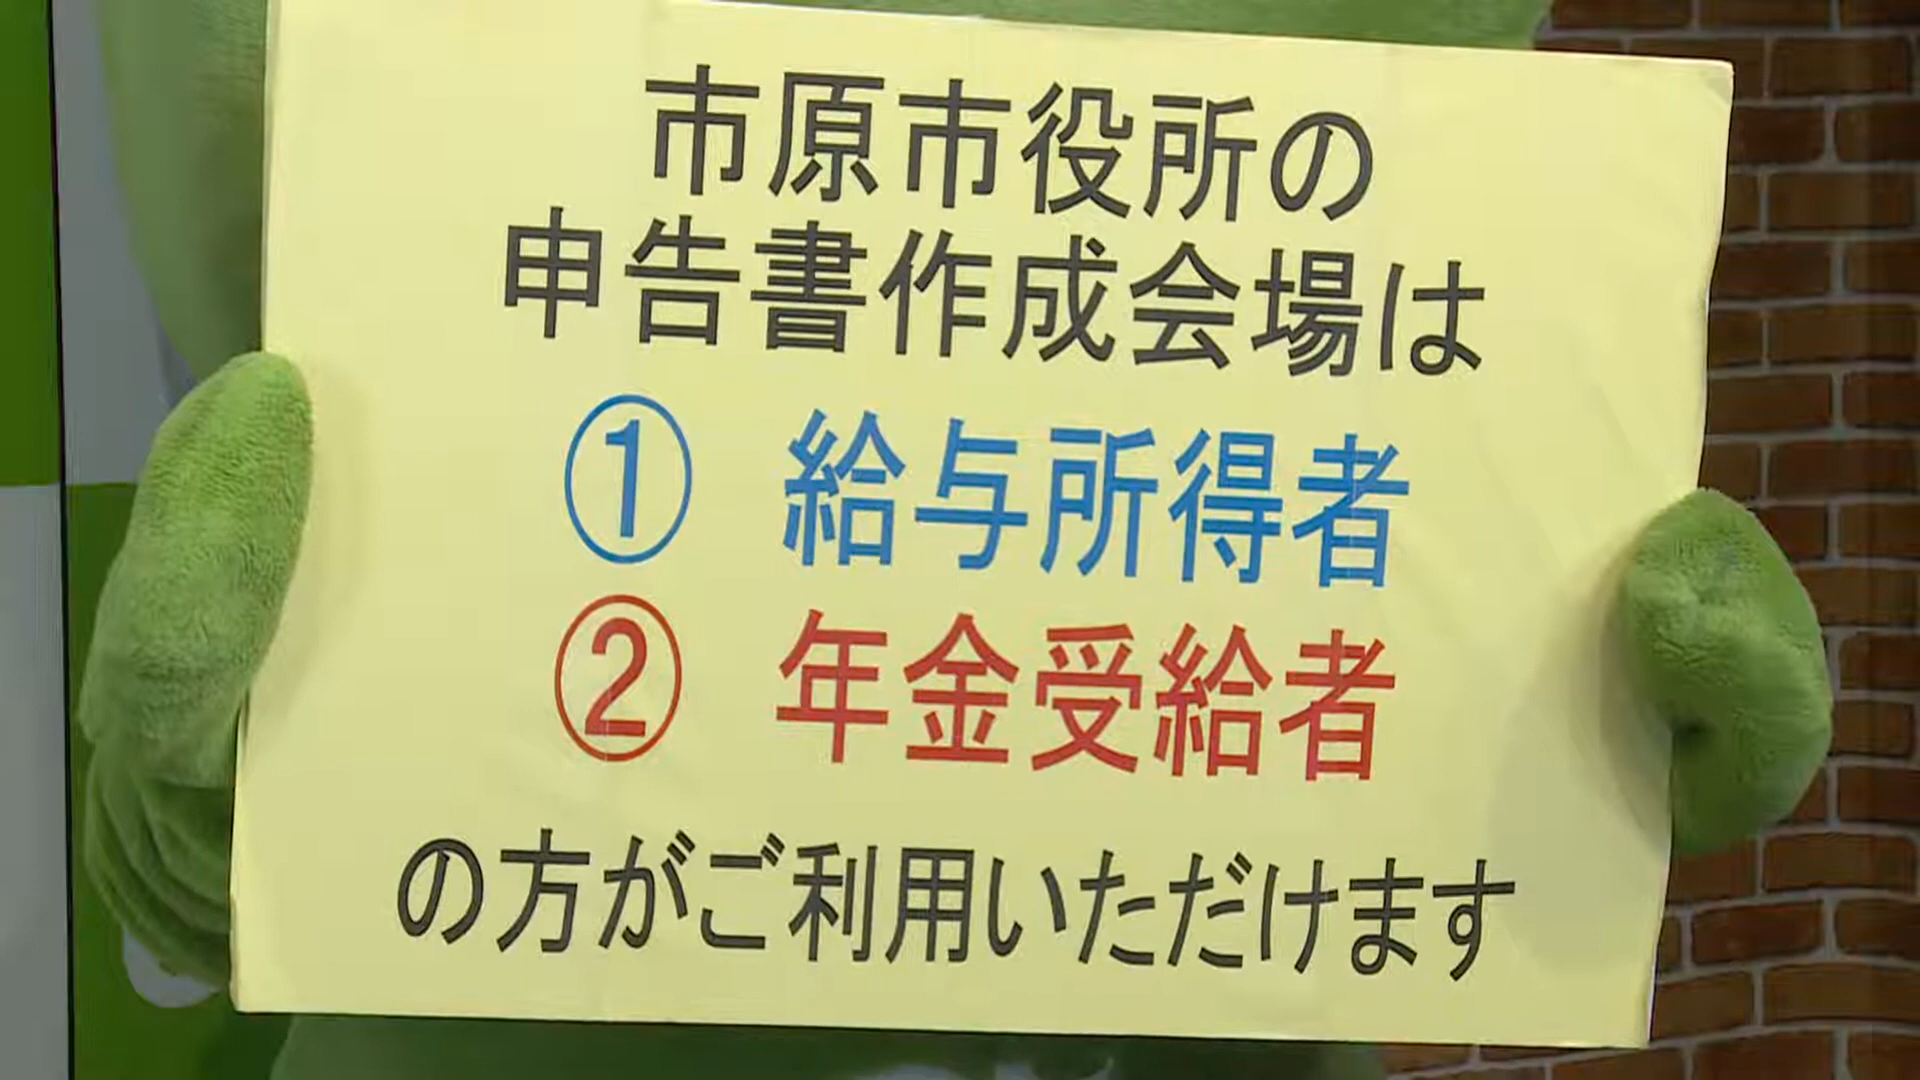 市原市役所の
申告書作成会場は
① 給与所得者
② 年金受給者
の方がご利用いただけます